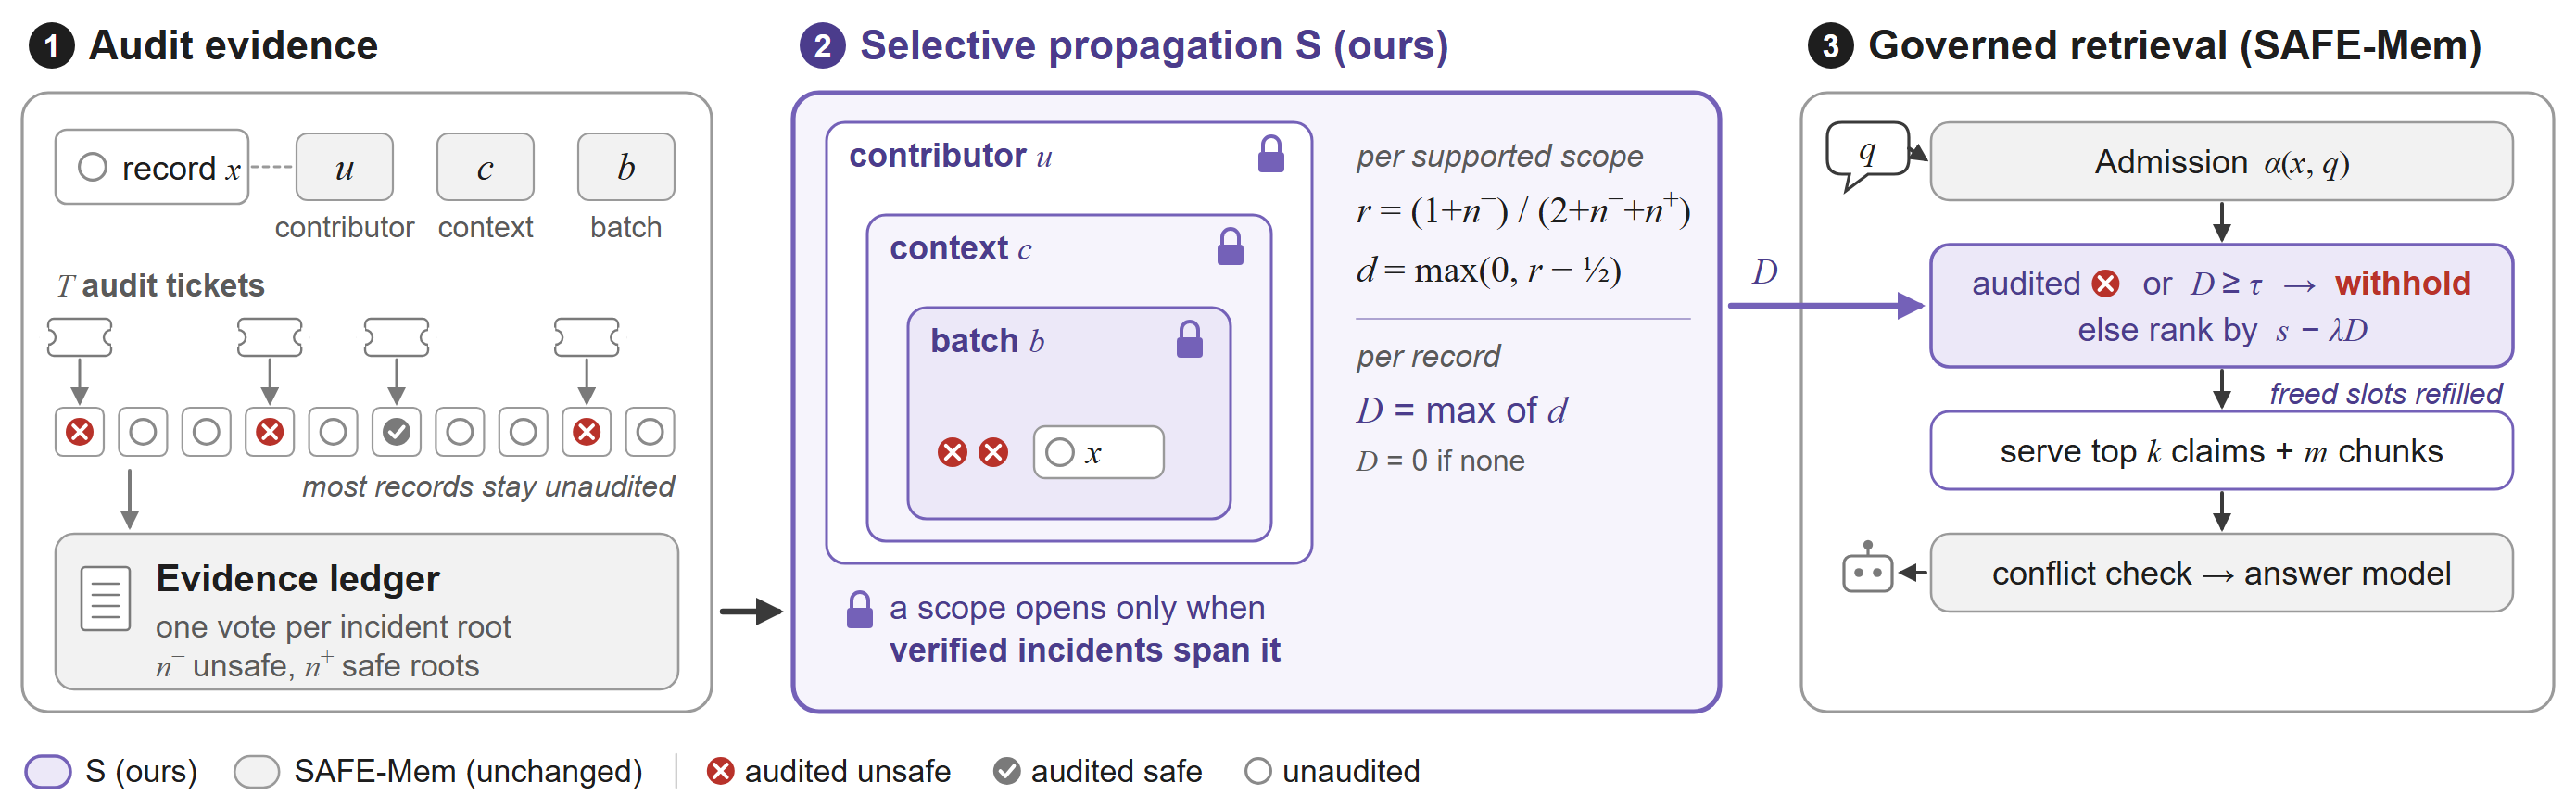 1 Audit evidence
record x
u
c
b
contributor
context
batch
T audit tickets
most records stay unaudited
Evidence ledger
one vote per incident root
n⁻ unsafe, n⁺ safe roots
2 Selective propagation S (ours)
contributor u
context c
batch b
x
a scope opens only when
verified incidents span it
per supported scope
r = (1+n⁻) / (2+n⁻+n⁺)
d = max(0, r − ½)
per record
D = max of d
D = 0 if none
D
3 Governed retrieval (SAFE-Mem)
q
Admission α(x, q)
audited or D ≥ τ → withhold
else rank by s − λD
freed slots refilled
serve top k claims + m chunks
conflict check → answer model
S (ours)
SAFE-Mem (unchanged)
audited unsafe
audited safe
unaudited